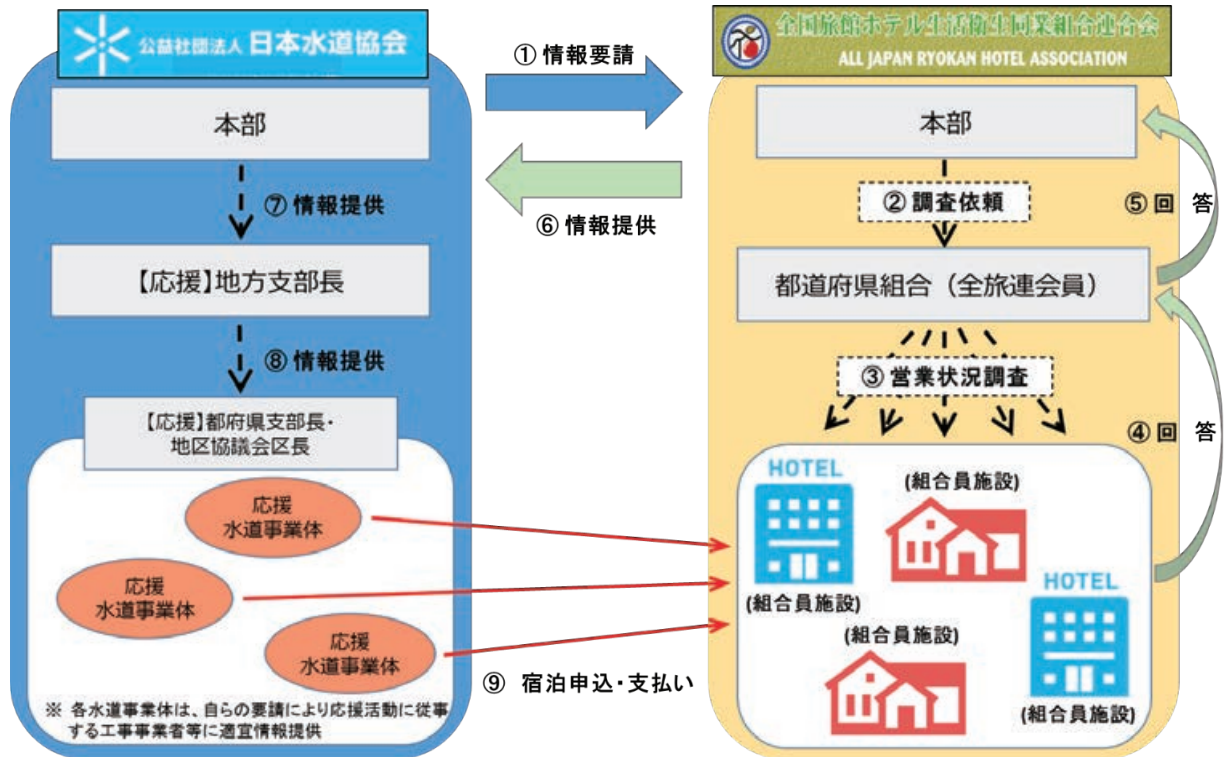 公益社団法人 日本水道協会
本部
⑦ 情報提供
【応援】地方支部長
⑧ 情報提供
【応援】都府県支部長・
地区協議会区長
応援
水道事業体
応援
水道事業体
応援
水道事業体
※ 各水道事業体は、自らの要請により応援活動に従事
する工事事業者等に適宜情報提供
① 情報要請
⑥ 情報提供
⑨ 宿泊申込・支払い
全国旅館ホテル生活衛生同業組合連合会
ALL JAPAN RYOKAN HOTEL ASSOCIATION
本部
② 調査依頼
⑤ 回 答
都道府県組合（全旅連会員）
③ 営業状況調査
④ 回 答
HOTEL
(組合員施設)
(組合員施設)
HOTEL
(組合員施設)
(組合員施設)